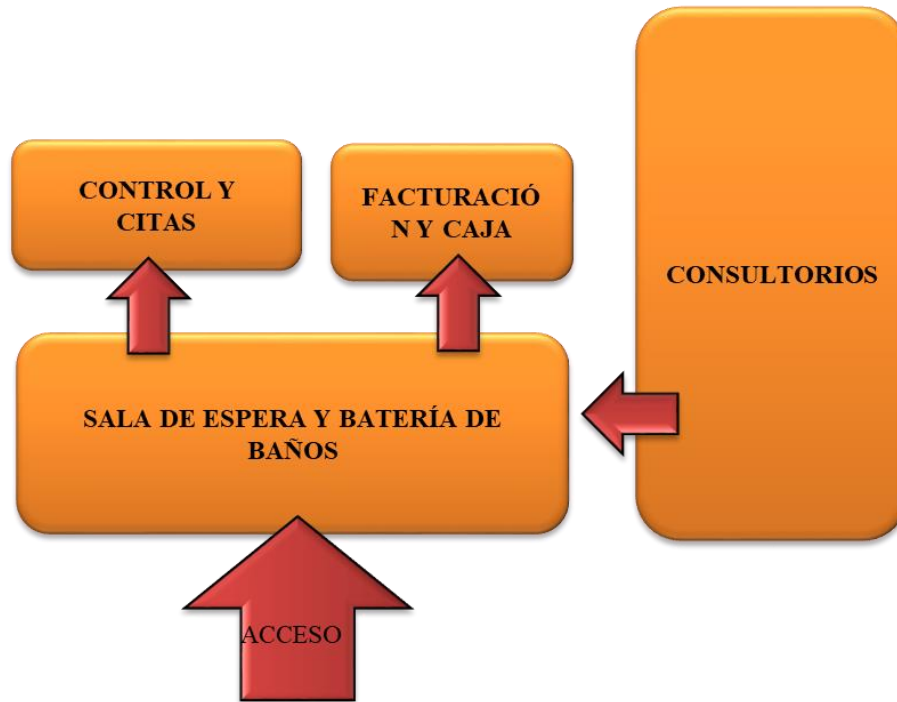 CONTROL Y
CITAS
FACTURACIÓ
N Y CAJA
CONSULTORIOS
SALA DE ESPERA Y BATERÍA DE
BAÑOS
ACCESO